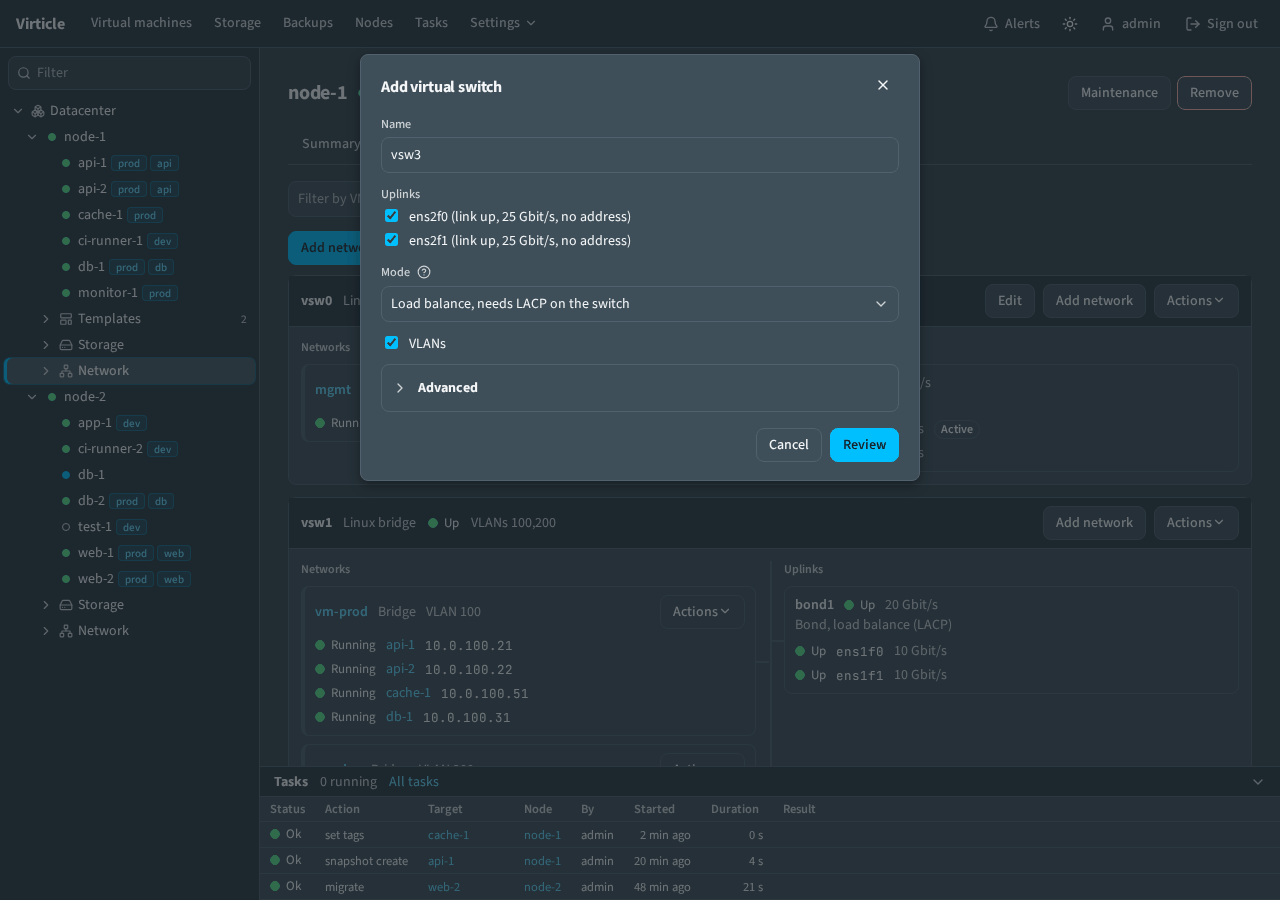 Virticle Virtual machines Storage Backups Nodes Tasks Settings Alerts admin Sign out
Filter
Datacenter
node-1
api-1 prod api
api-2 prod api
cache-1 prod
ci-runner-1 dev
db-1 prod db
monitor-1 prod
Templates 2
Storage
Network
node-2
app-1 dev
ci-runner-2 dev
db-1
db-2 prod db
test-1 dev
web-1 prod web
web-2 prod web
Storage
Network
node-1 Maintenance Remove
Summary
Filter by VM
Add virtual switch
Name
vsw3
Uplinks
ens2f0 (link up, 25 Gbit/s, no address)
ens2f1 (link up, 25 Gbit/s, no address)
Mode ?
Load balance, needs LACP on the switch
VLANs
Advanced
Cancel Review
vsw0 Edit Add network Actions
Networks
mgmt
Active
vsw1 Linux bridge Up VLANs 100,200 Add network Actions
Networks Uplinks
vm-prod Bridge VLAN 100 Actions
Running api-1 10.0.100.21
Running api-2 10.0.100.22
Running cache-1 10.0.100.51
Running db-1 10.0.100.31
bond1 Up 20 Gbit/s
Bond, load balance (LACP)
Up ens1f0 10 Gbit/s
Up ens1f1 10 Gbit/s
Tasks 0 running All tasks
Status Action Target Node By Started Duration Result
Ok set tags cache-1 node-1 admin 2 min ago 0 s
Ok snapshot create api-1 node-1 admin 20 min ago 4 s
Ok migrate web-2 node-2 admin 48 min ago 21 s